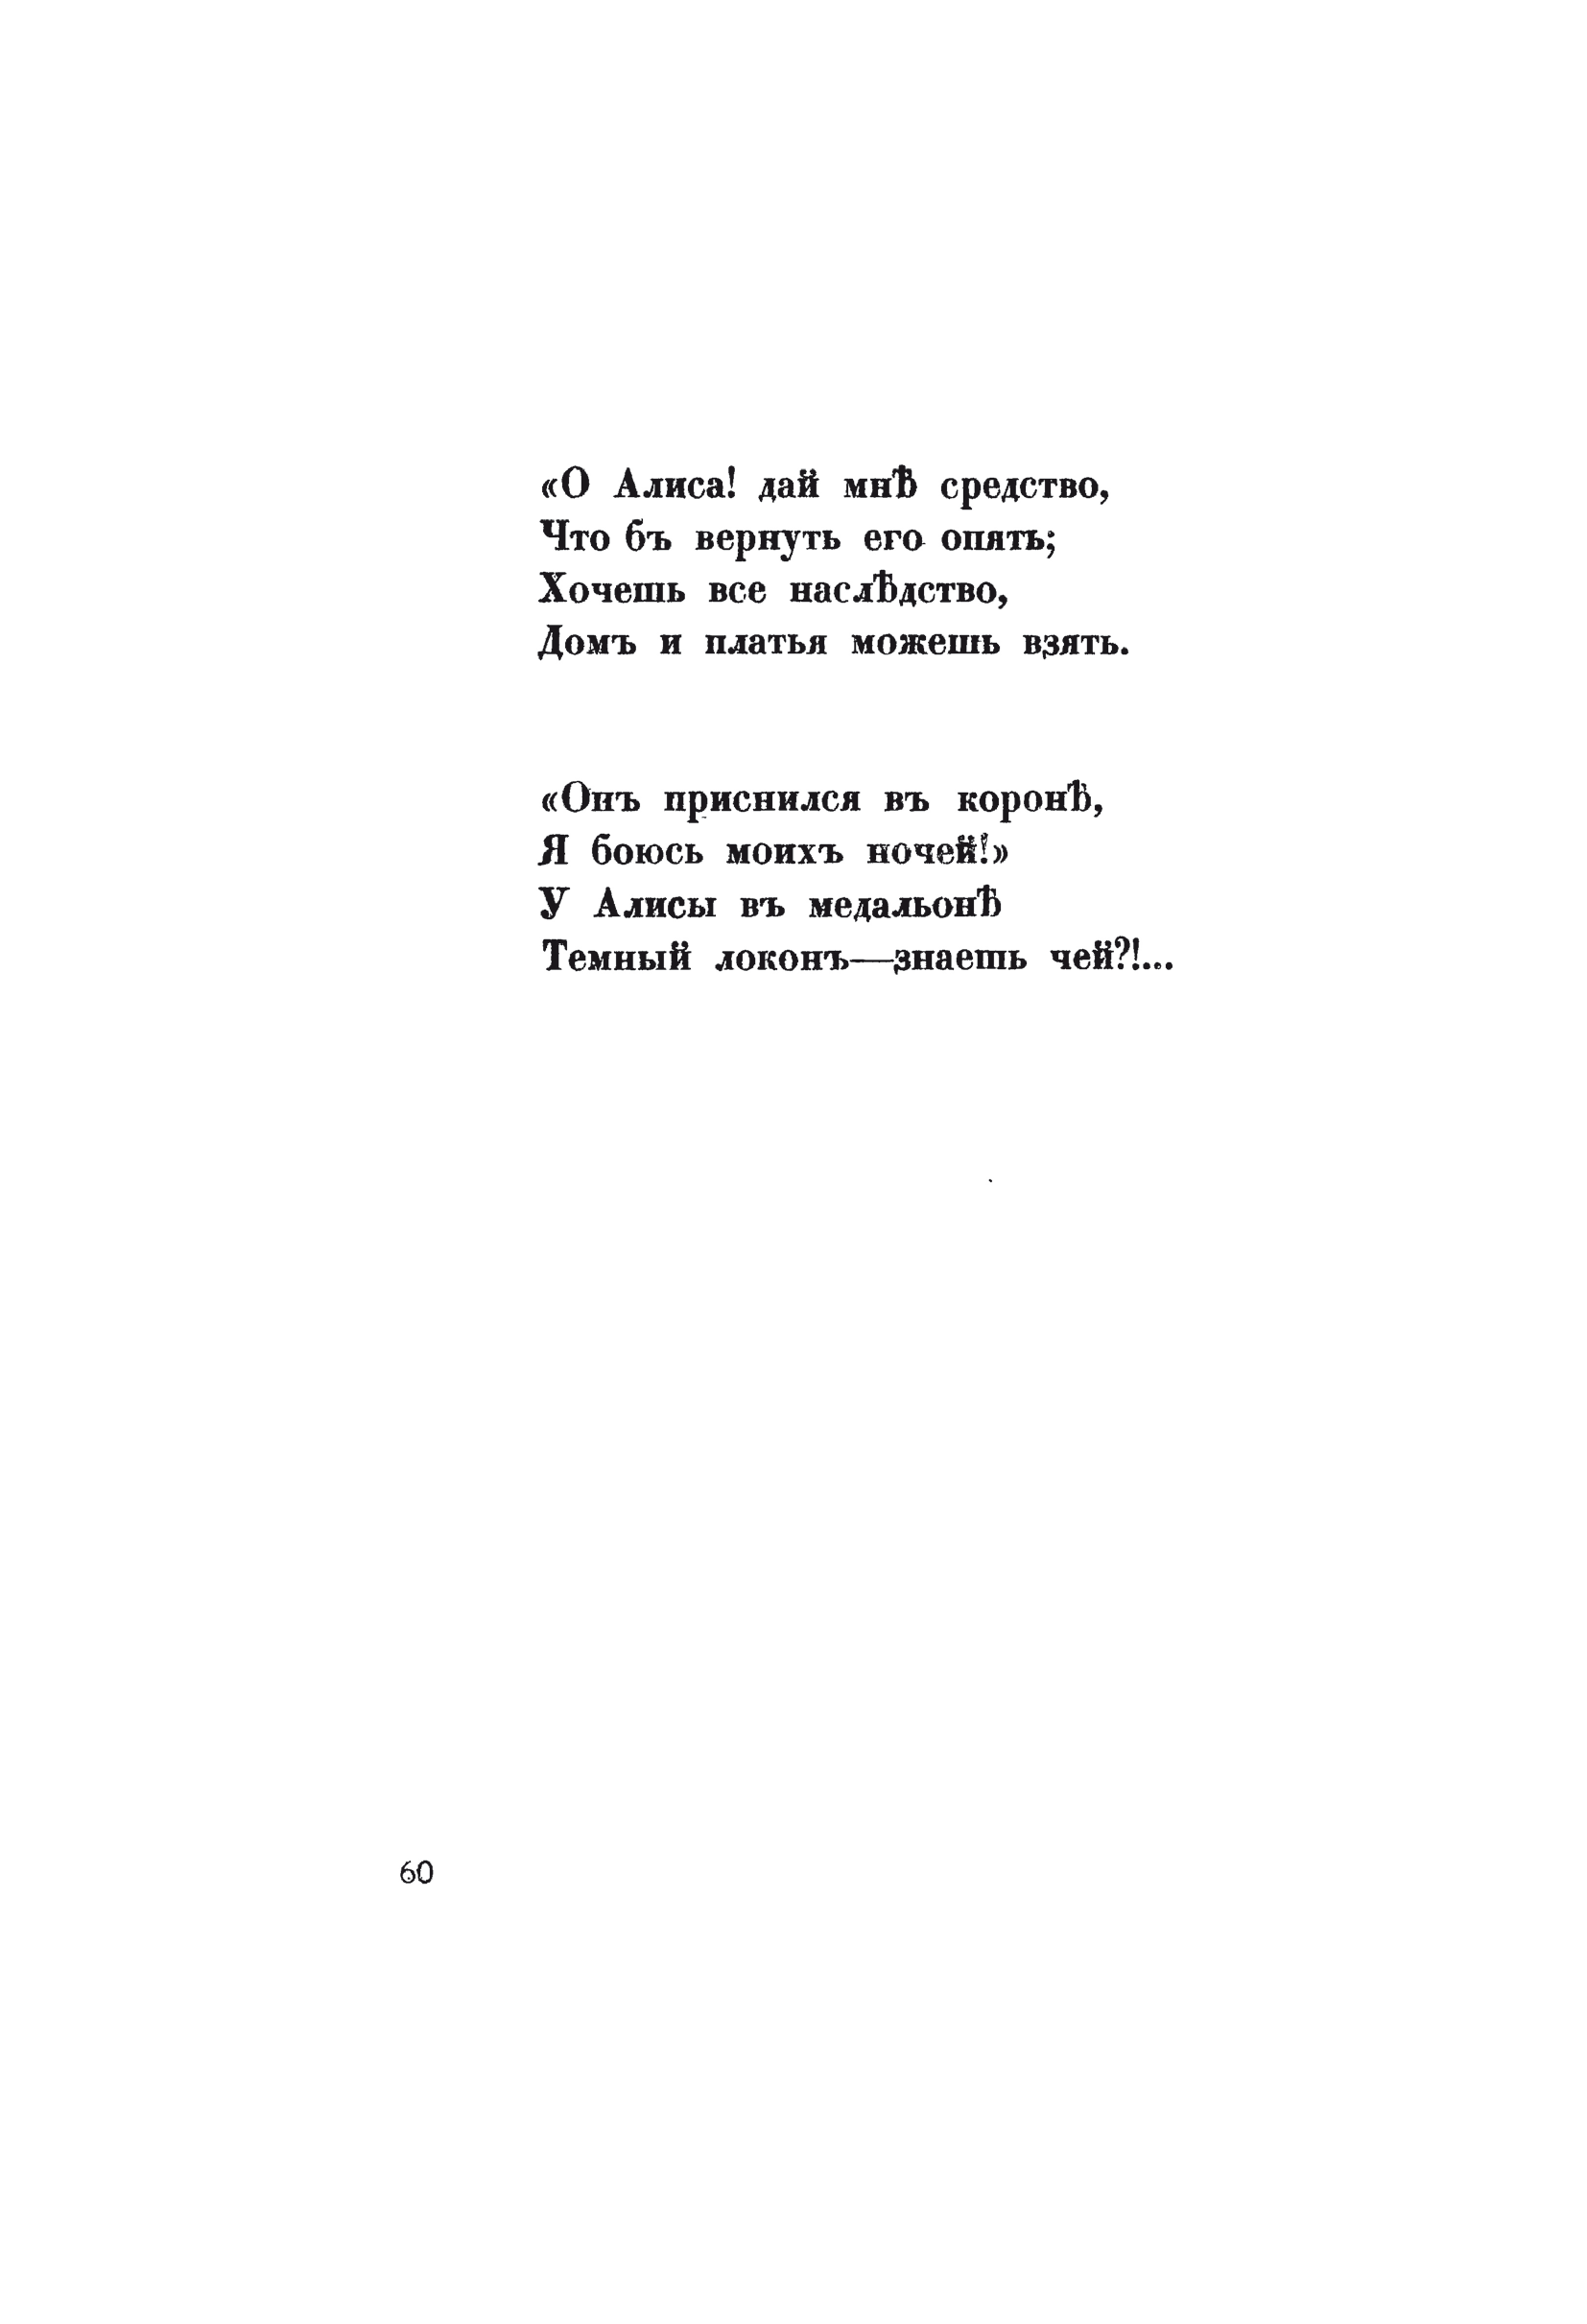 «О Алиса! дай мнѣ средство,
Что бъ вернуть его опять;
Хочешь все наслѣдство,
Домъ и платья можешь взять.
«Онъ приснился въ коронѣ,
Я боюсь моихъ ночей!»
У Алисы въ медальонѣ
Темный локонъ—знаешь чей?!...
60